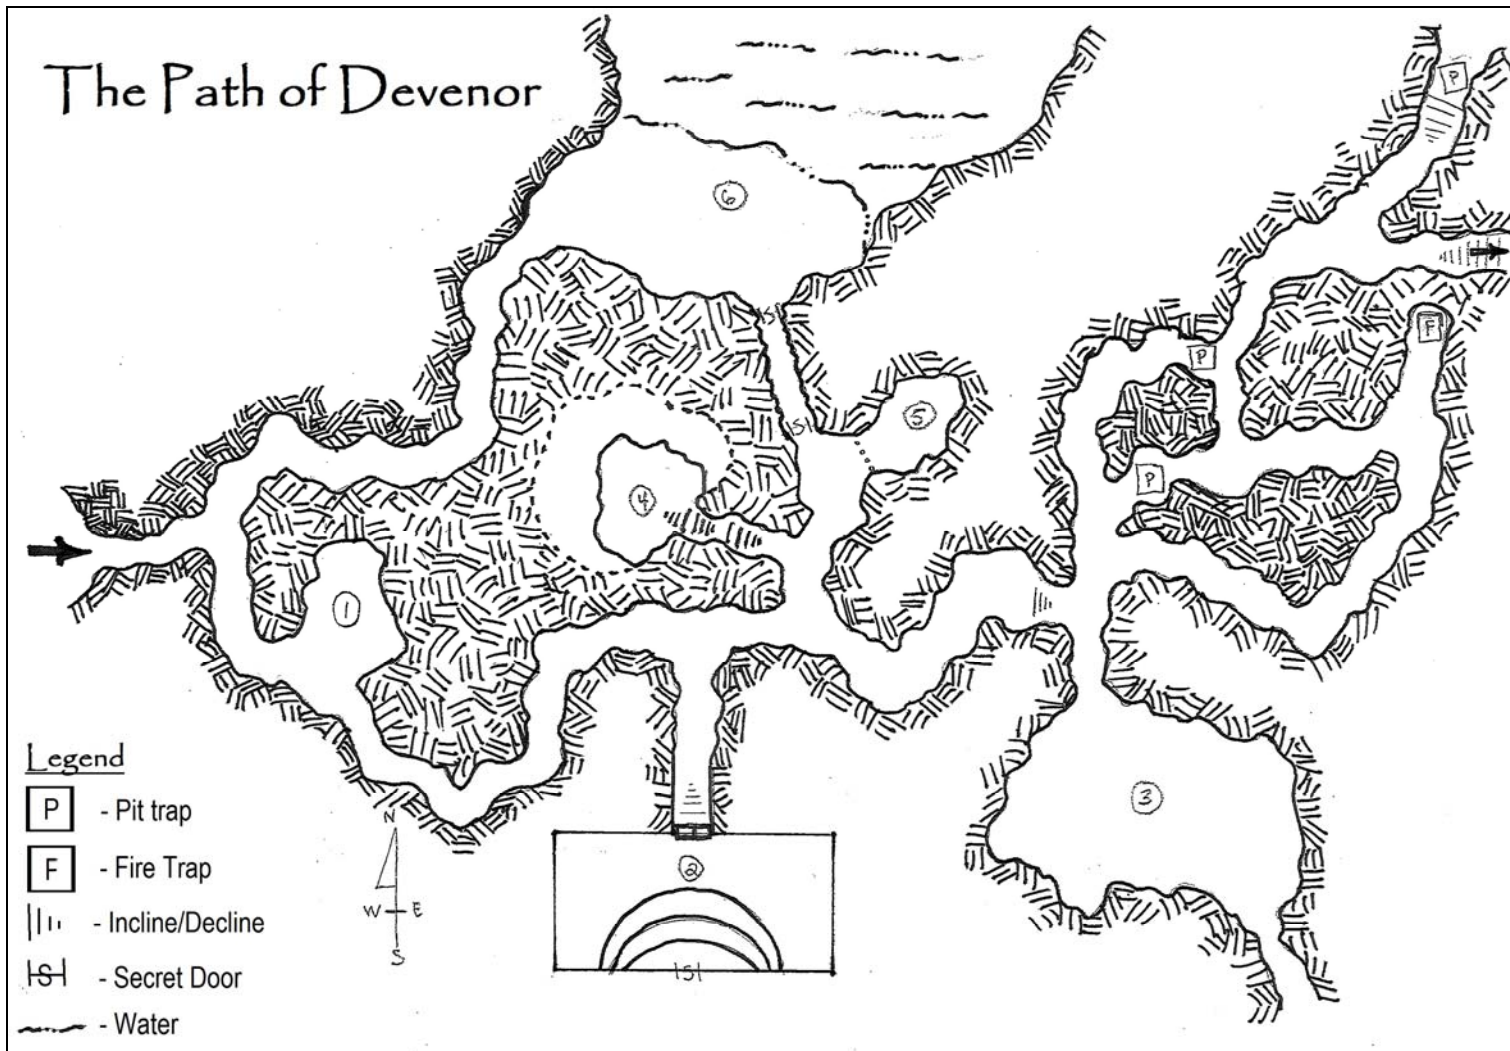 The Path of Devenor
P
6
F
S
P
5
S
4
P
1
3
2
S
Legend
P - Pit trap
F - Fire Trap
- Incline/Decline
S - Secret Door
- Water
N
W E
S